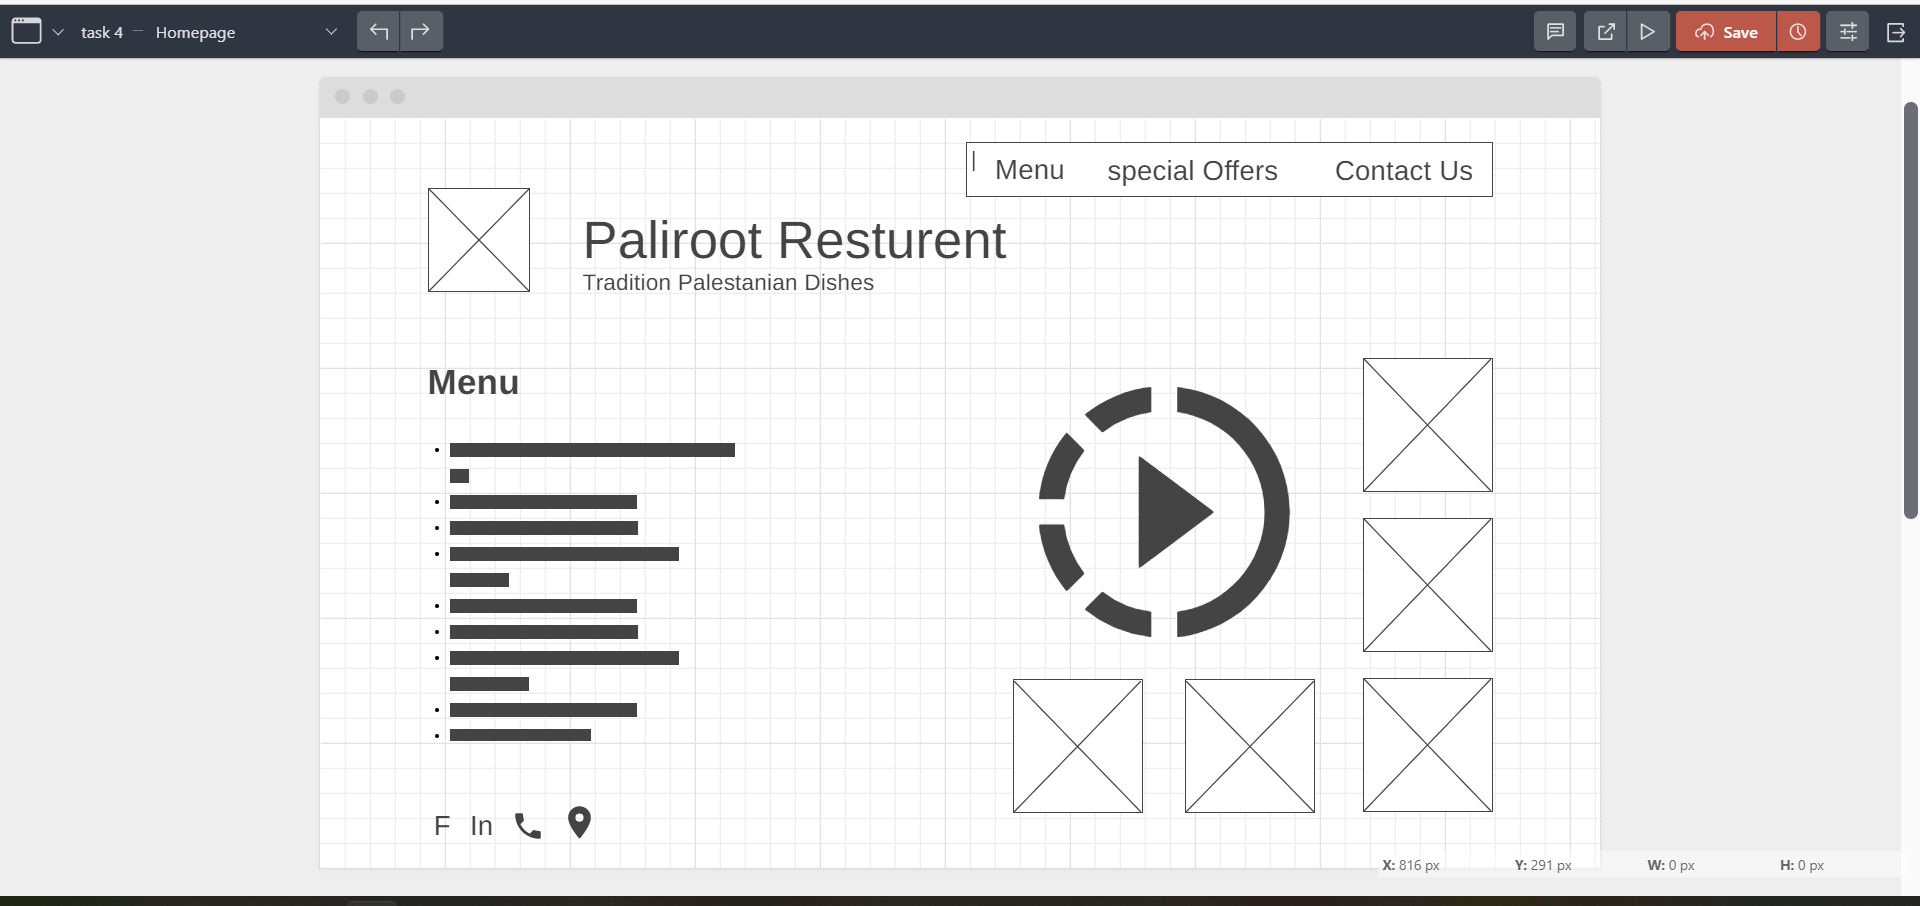 task 4 – Homepage
Save
Menu special Offers Contact Us
Paliroot Resturent
Tradition Palestanian Dishes
Menu
F In
X: 816 px Y: 291 px W: 0 px H: 0 px